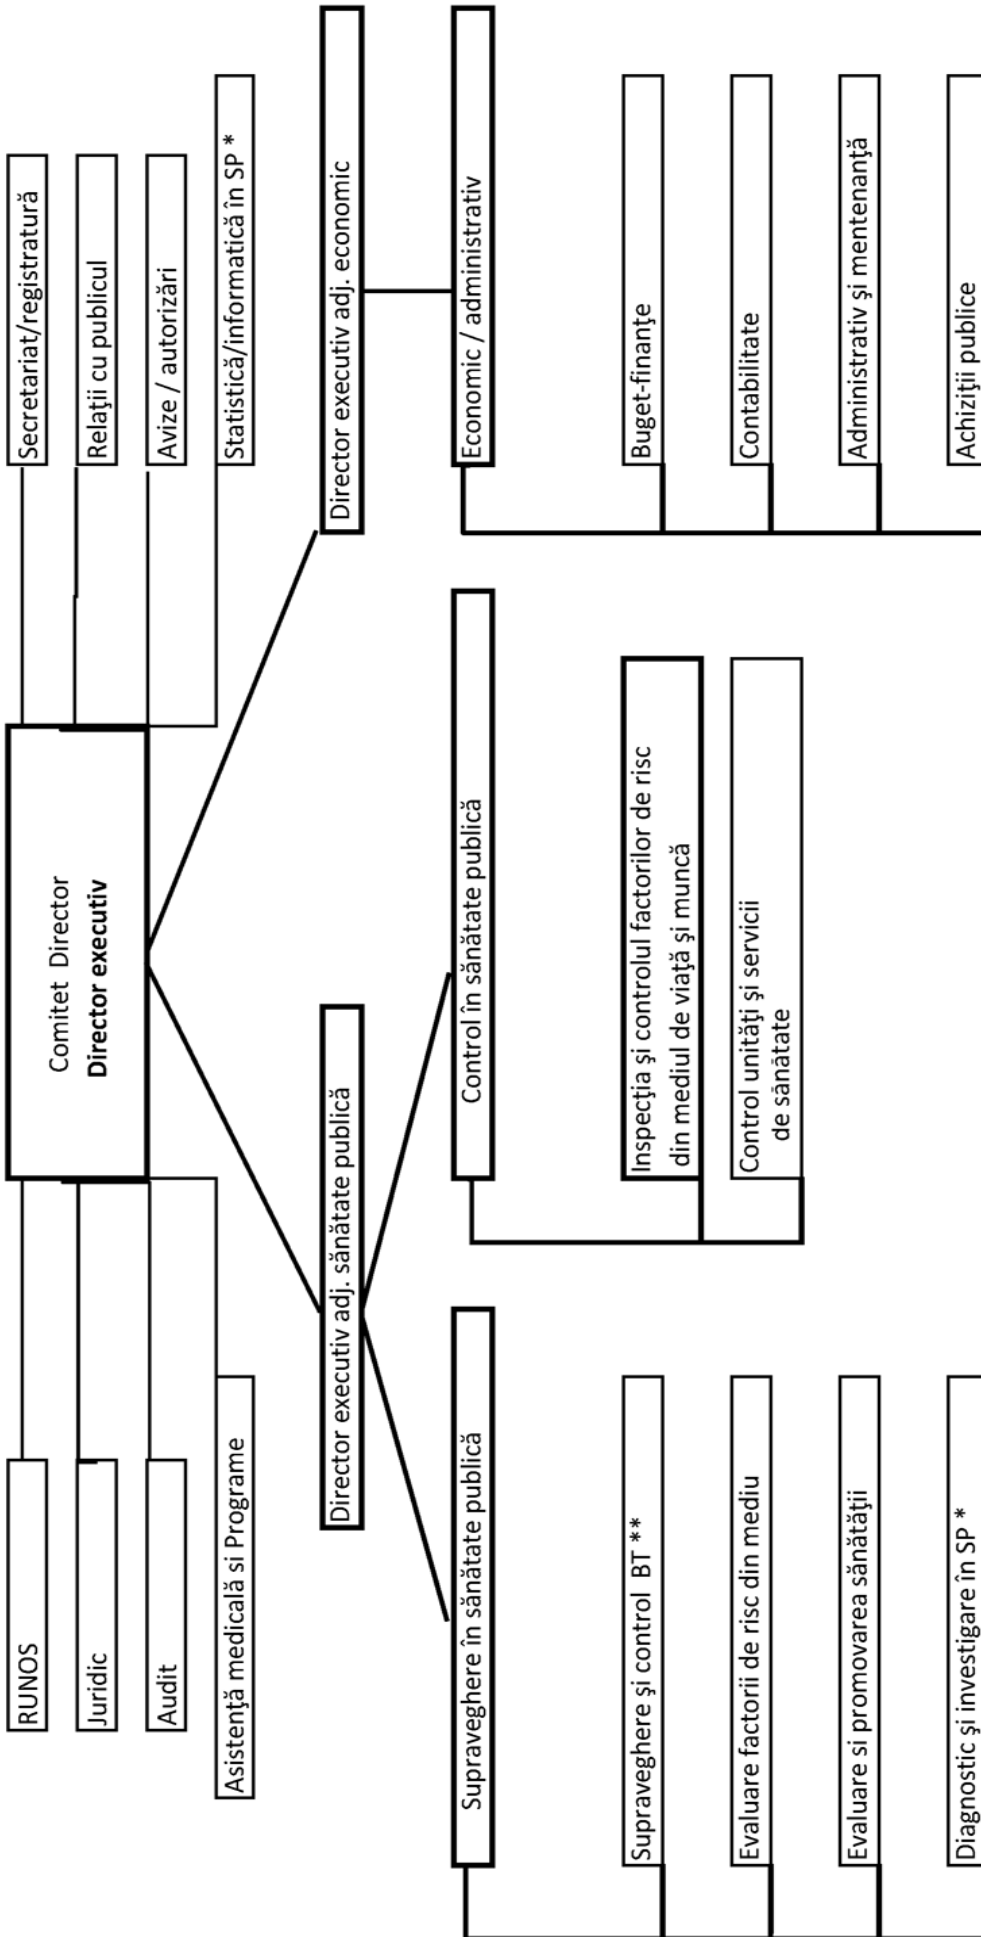 Comitet Director
Director executiv
RUNOS
Juridic
Audit
Asistenţă medicală si Programe
Secretariat/registratură
Relaţii cu publicul
Avize / autorizări
Statistică/informatică în SP *
Director executiv adj. sănătate publică
Director executiv adj. economic
Supraveghere în sănătate publică
Control în sănătate publică
Economic / administrativ
Supraveghere şi control BT **
Evaluare factorii de risc din mediu
Evaluare si promovarea sănătăţii
Diagnostic şi investigare în SP *
Inspecţia şi controlul factorilor de risc
din mediul de viaţă şi muncă
Control unităţi şi servicii
de sănătate
Buget-finanţe
Contabilitate
Administrativ şi mentenanţă
Achiziţii publice